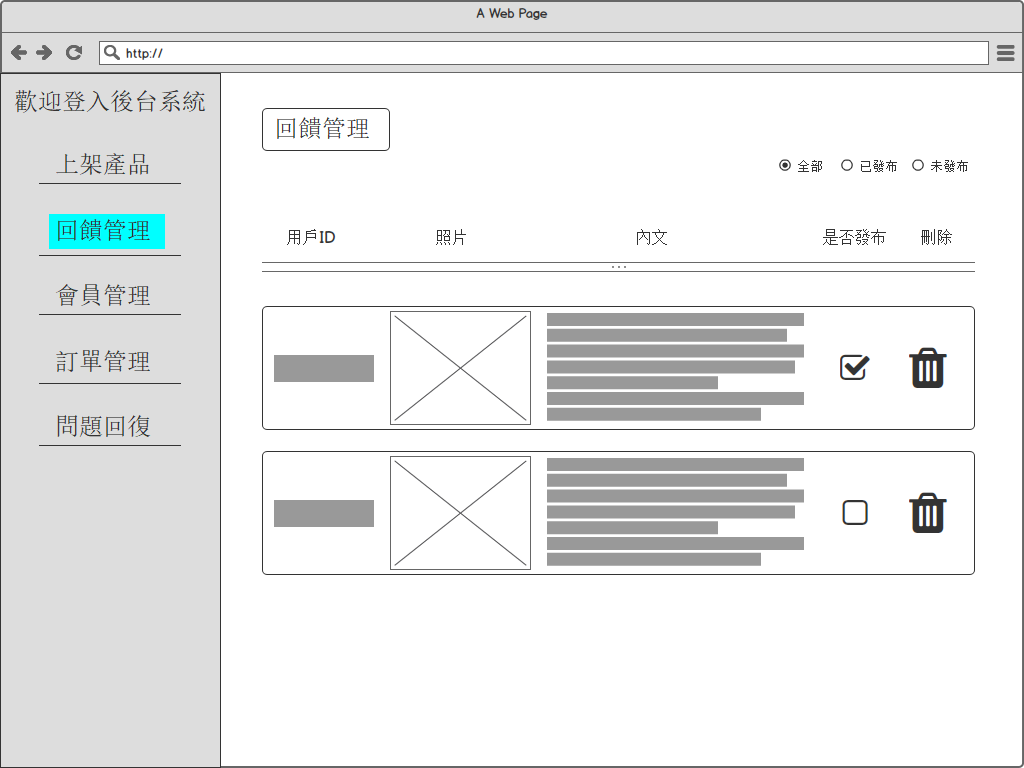 A Web Page
http://
歡迎登入後台系統
上架產品
回饋管理
會員管理
訂單管理
問題回復
回饋管理
全部 已發布 未發布
用戶ID 照片 內文 是否發布 刪除